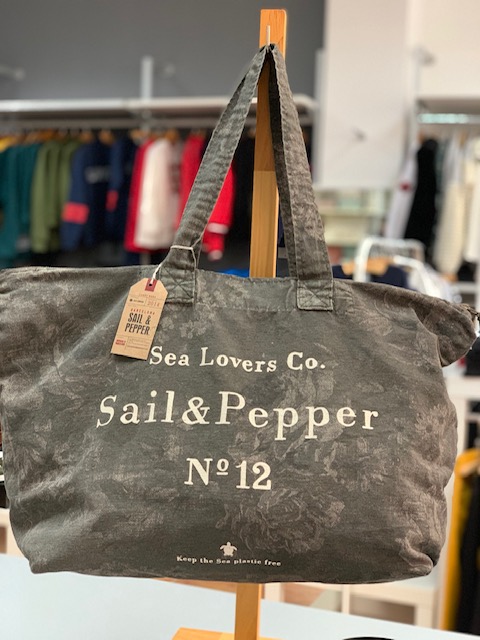 SAIL &
PEPPER
Sea Lovers Co.
Sail&Pepper
Nº12
Keep the Sea plastic free